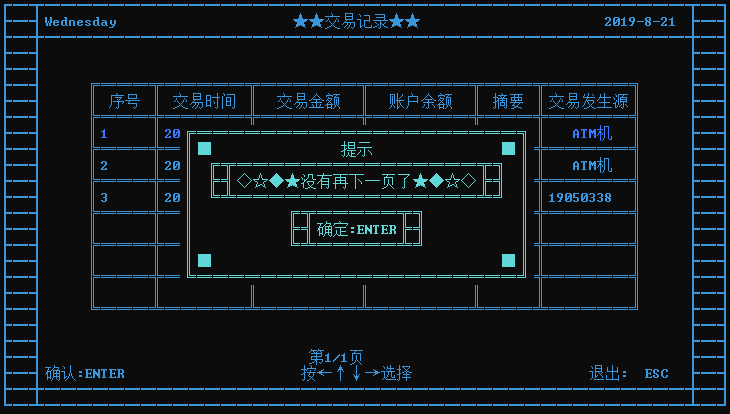 Wednesday ★★交易记录★★ 2019-8-21
序号 交易时间 交易金额 账户余额 摘要 交易发生源
1 20 ATM机
提示
2 20 ATM机
◇☆◆★没有再下一页了★◆☆◇
3 20 19050338
确定:ENTER
第1/1页
确认:ENTER 按←↑↓→选择 退出: ESC